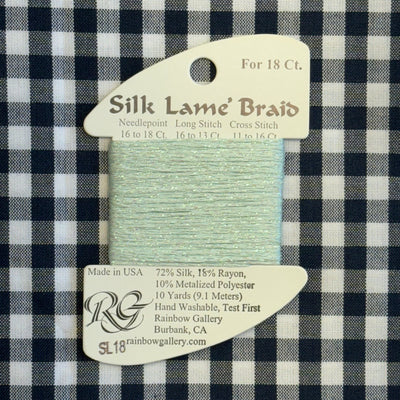 For 18 Ct.
Silk Lame' Braid
Needlepoint Long Stitch Cross Stitch
16 to 18 Ct. 16 to 13 Ct. 11 to 16 Ct.
Made in USA
72% Silk, 18% Rayon,
10% Metalized Polyester
10 Yards (9.1 Meters)
Hand Washable, Test First
Rainbow Gallery
Burbank, CA
RG
SL18
rainbowgallery.com